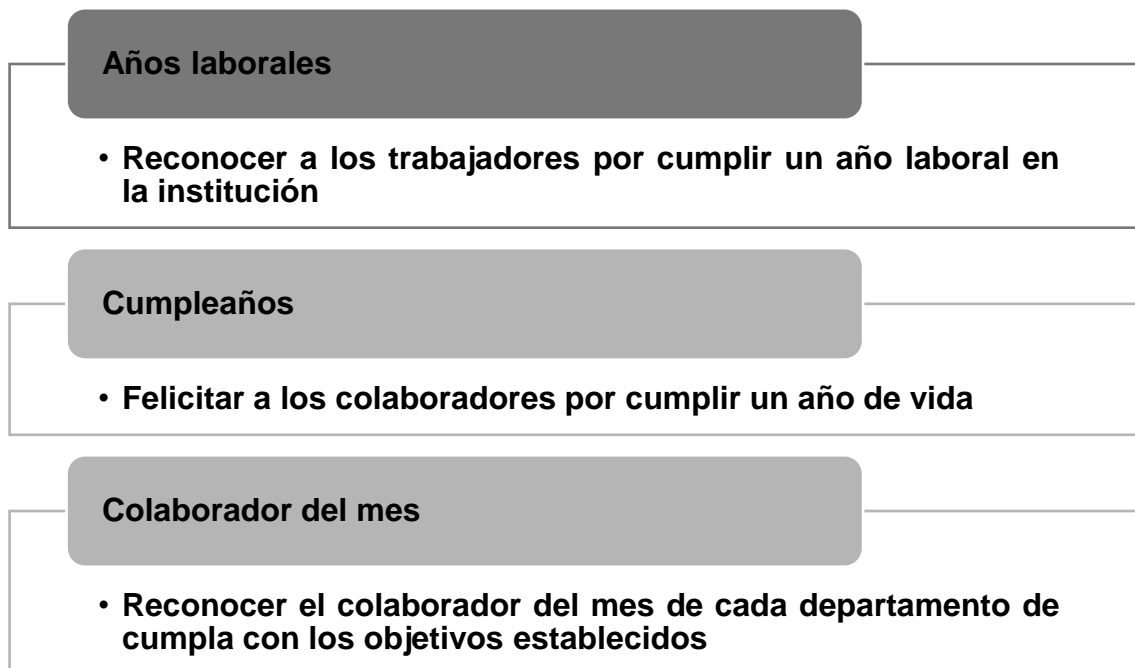 Años laborales
• Reconocer a los trabajadores por cumplir un año laboral en
la institución
Cumpleaños
• Felicitar a los colaboradores por cumplir un año de vida
Colaborador del mes
• Reconocer el colaborador del mes de cada departamento de
cumpla con los objetivos establecidos